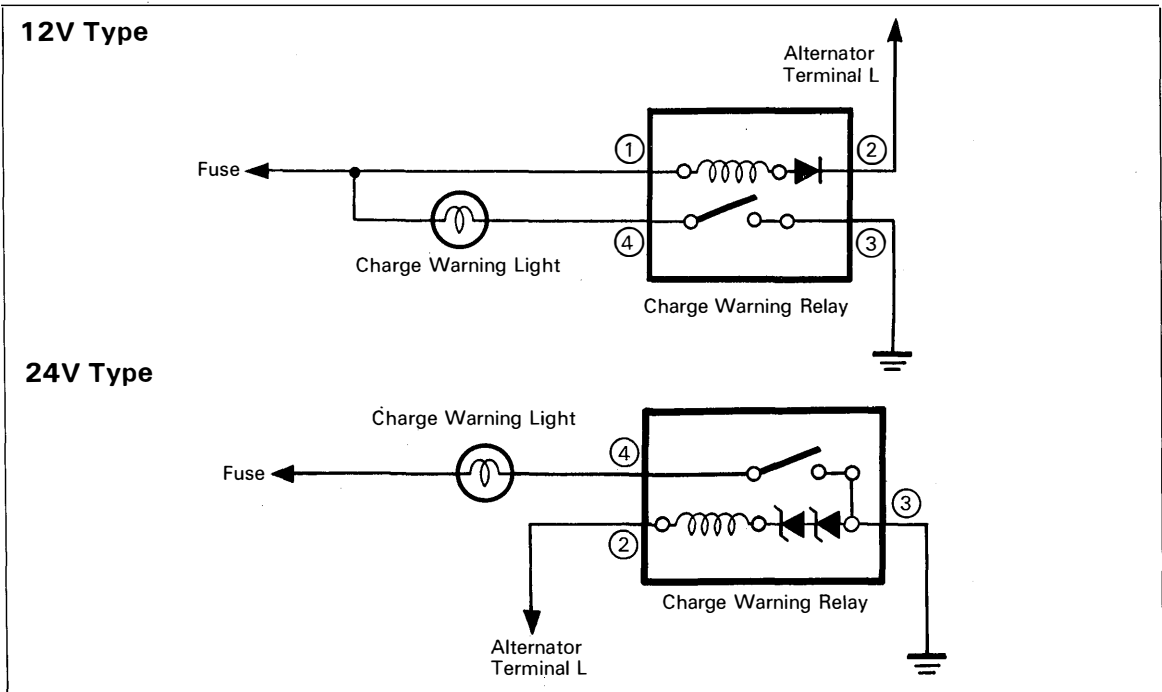 12V Type
Alternator
Terminal L
①
②
Fuse
④
③
Charge Warning Light
Charge Warning Relay
24V Type
Charge Warning Light
④
Fuse
③
②
Charge Warning Relay
Alternator
Terminal L